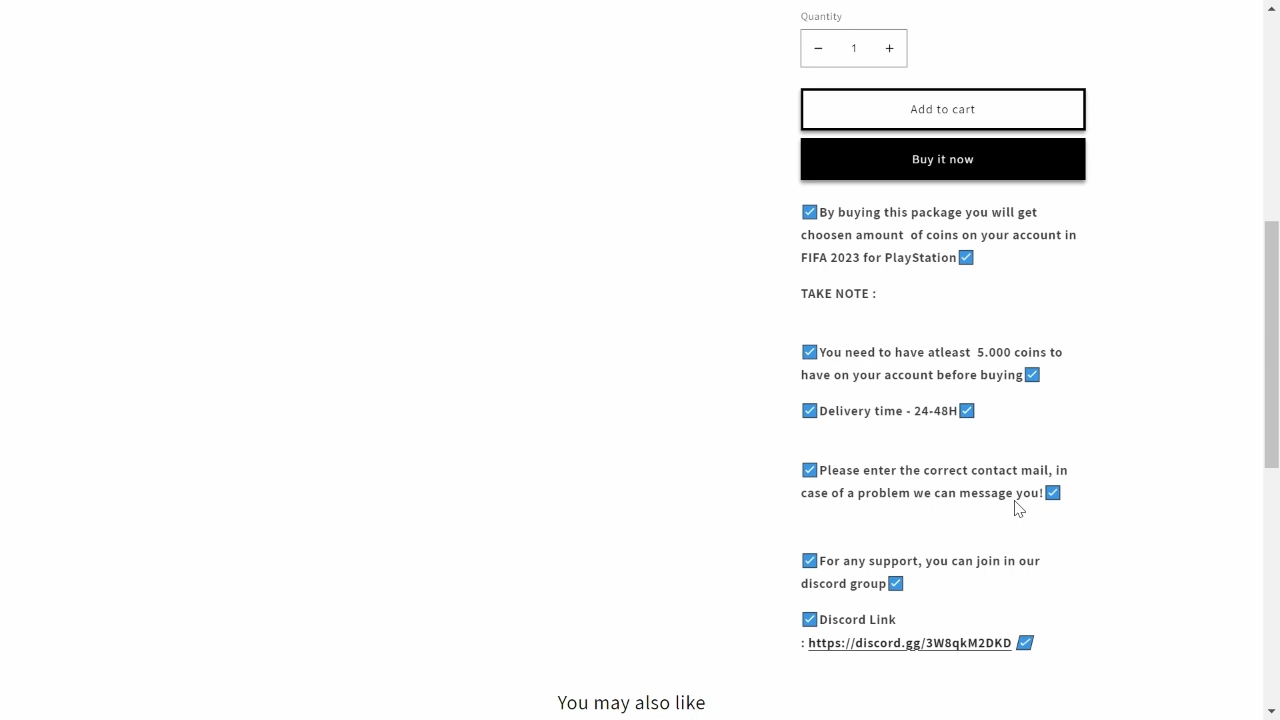 Quantity
− 1 +
Add to cart
Buy it now
☑By buying this package you will get
choosen amount of coins on your account in
FIFA 2023 for PlayStation☑
TAKE NOTE :
☑You need to have atleast 5.000 coins to
have on your account before buying☑
☑Delivery time - 24-48H☑
☑Please enter the correct contact mail, in
case of a problem we can message you!☑
☑For any support, you can join in our
discord group☑
☑Discord Link
: https://discord.gg/3W8qkM2DKD ☑
You may also like